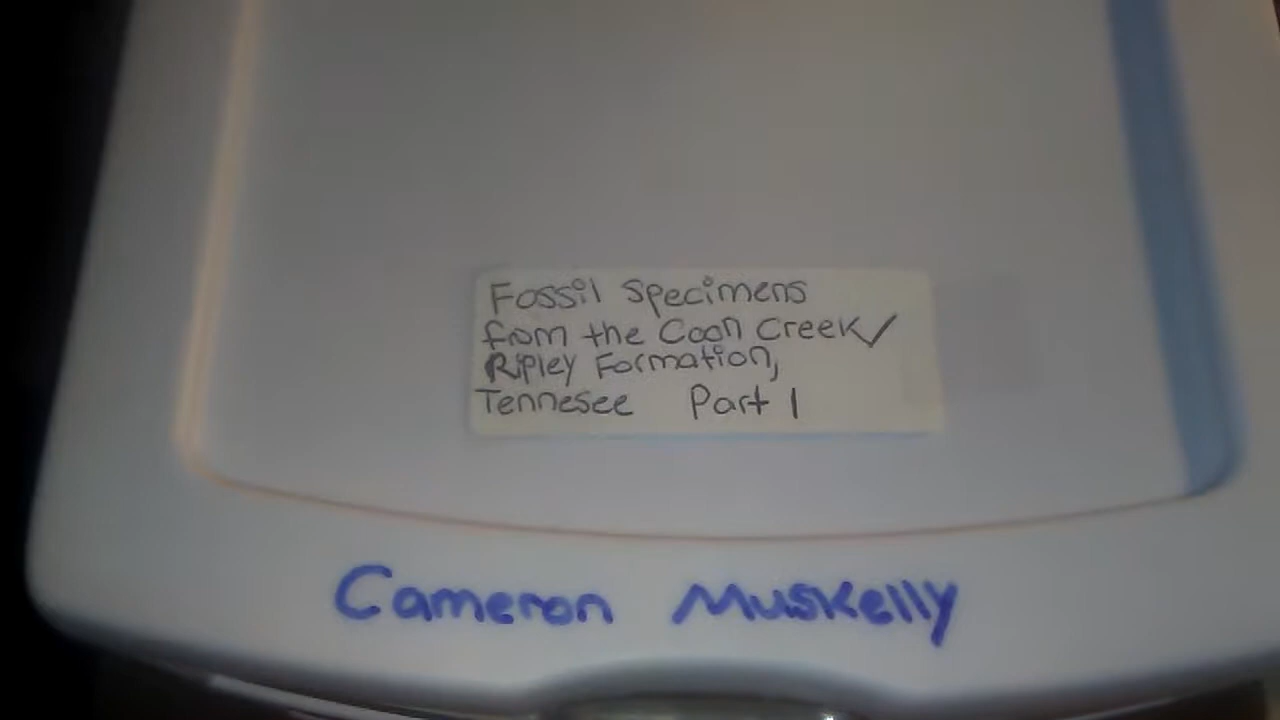 Fossil Specimens
from the Coon Creek/
Ripley Formation,
Tennesee Part 1
Cameron Muskelly